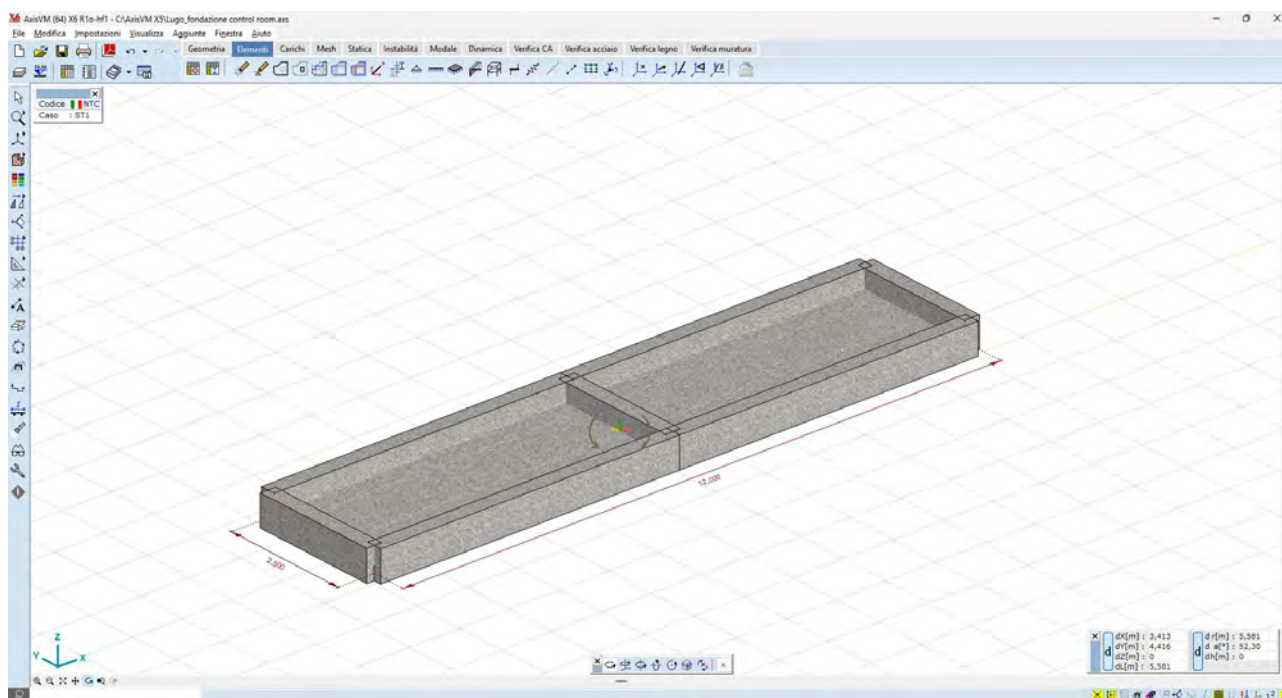 AxisVM (64) X6 R1o-hf1 - C:\AxisVM X5\Lugo_fondazione control room.axs
File Modifica Impostazioni Visualizza Aggiunte Finestra Aiuto
Geometria Elementi Carichi Mesh Statica Instabilità Modale Dinamica Verifica CA Verifica acciaio Verifica legno Verifica muratura
Codice NTC
Caso : ST1
12,000
2,500
Z
Y
X
dX[m] : 3,413
dY[m] : 4,416
dZ[m] : 0
dL[m] : 5,581
d
d r[m] : 5,581
d a[°] : 52,30
dh[m] : 0
d